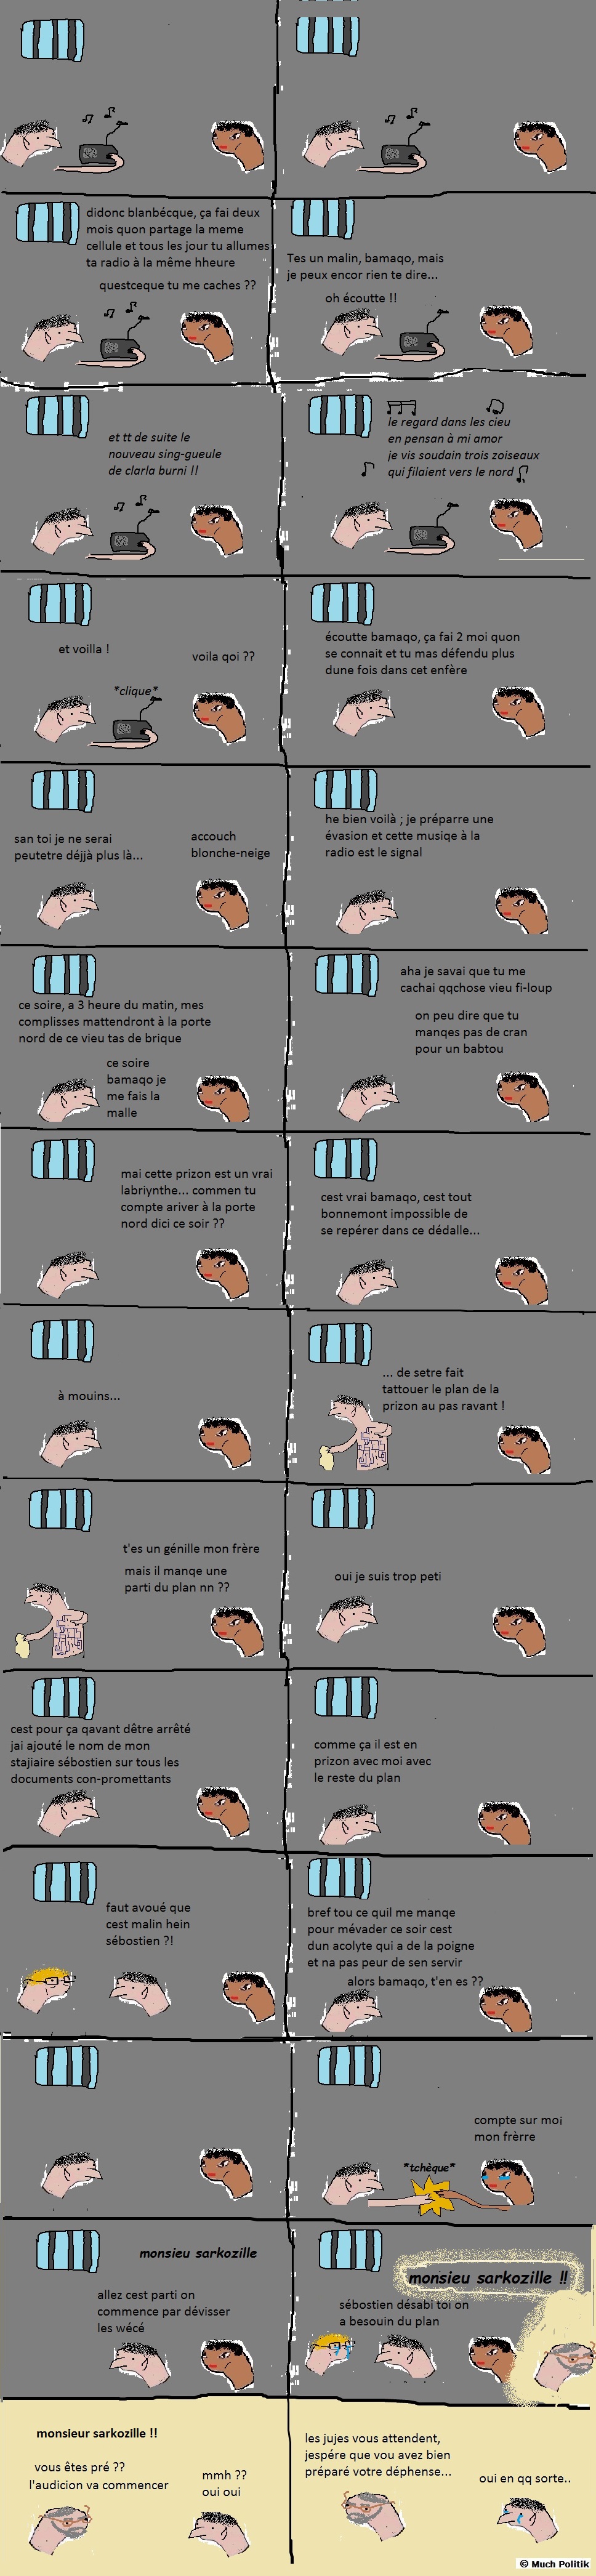 didonc blanbécque, ça fai deux
mois quon partage la meme
cellule et tous les jour tu allumes
ta radio à la même hheure
questceque tu me caches ??
Tes un malin, bamaqo, mais
je peux encor rien te dire...
oh écoutte !!
et tt de suite le
nouveau sing-gueule
de clarla burni !!
le regard dans les cieu
en pensan à mi amor
je vis soudain trois zoiseaux
qui filaient vers le nord
et voilla !
voila qoi ??
*clique*
écoutte bamaqo, ça fai 2 moi quon
se connait et tu mas défendu plus
dune fois dans cet enfère
san toi je ne serai
peutetre déjjà plus là...
accouch
blonche-neige
he bien voilà ; je préparre une
évasion et cette musiqe à la
radio est le signal
ce soire, a 3 heure du matin, mes
complisses mattendront à la porte
nord de ce vieu tas de brique
ce soire
bamaqo je
me fais la
malle
aha je savai que tu me
cachai qqchose vieu fi-loup
on peu dire que tu
manqes pas de cran
pour un babtou
mai cette prizon est un vrai
labriynthe... commen tu
compte ariver à la porte
nord dici ce soir ??
cest vrai bamaqo, cest tout
bonnemont impossible de
se repérer dans ce dédalle...
à mouins...
... de setre fait
tattouer le plan de la
prizon au pas ravant !
t'es un génille mon frère
mais il manqe une
parti du plan nn ??
oui je suis trop peti
cest pour ça qavant dêtre arrêté
jai ajouté le nom de mon
stajiaire sébostien sur tous les
documents con-promettants
comme ça il est en
prizon avec moi avec
le reste du plan
faut avoué que
cest malin hein
sébostien ?!
bref tou ce quil me manqe
pour mévader ce soir cest
dun acolyte qui a de la poigne
et na pas peur de sen servir
alors bamaqo, t'en es ??
compte sur moi
mon frèrre
*tchèque*
monsieu sarkozille
allez cest parti on
commence par dévisser
les wécé
monsieu sarkozille !!
sébostien désabi toi on
a besouin du plan
monsieur sarkozille !!
vous êtes pré ??
l'audicion va commencer
mmh ??
oui oui
les jujes vous attendent,
jespére que vou avez bien
préparé votre déphense...
oui en qq sorte..
© Much Politik